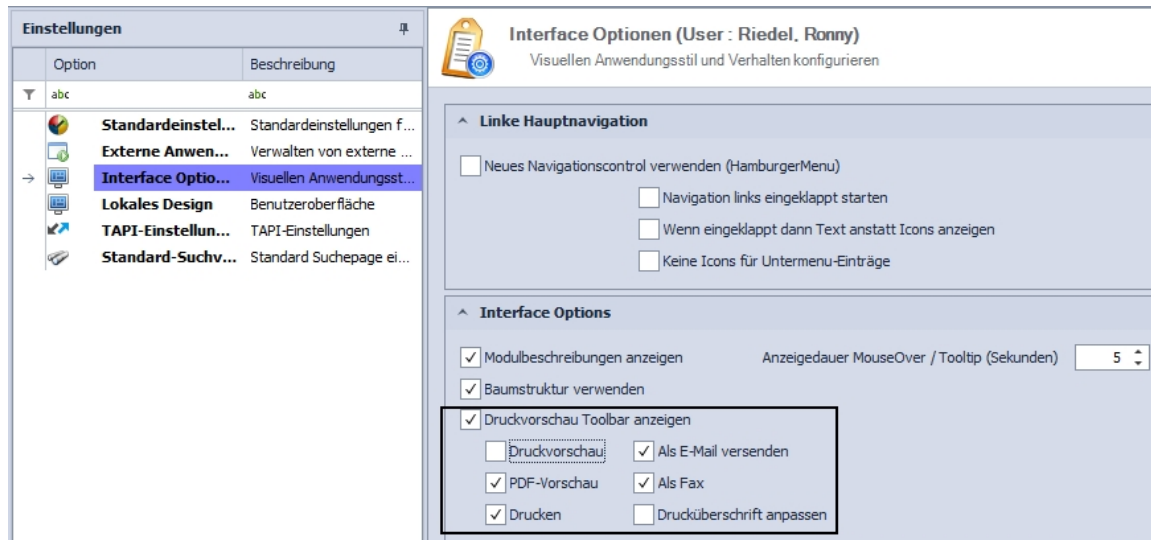 Einstellungen
Option Beschreibung
abc abc
Standardeinstel... Standardeinstellungen f...
Externe Anwen... Verwalten von externe ...
Interface Optio... Visuellen Anwendungsst...
Lokales Design Benutzeroberfläche
TAPI-Einstellun... TAPI-Einstellungen
Standard-Suchv... Standard Suchepage ei...
Interface Optionen (User : Riedel, Ronny)
Visuellen Anwendungsstil und Verhalten konfigurieren
Linke Hauptnavigation
Neues Navigationscontrol verwenden (HamburgerMenu)
Navigation links eingeklappt starten
Wenn eingeklappt dann Text anstatt Icons anzeigen
Keine Icons für Untermenu-Einträge
Interface Options
Modulbeschreibungen anzeigen Anzeigedauer MouseOver / Tooltip (Sekunden) 5
Baumstruktur verwenden
Druckvorschau Toolbar anzeigen
Druckvorschau Als E-Mail versenden
PDF-Vorschau Als Fax
Drucken Drucküberschrift anpassen